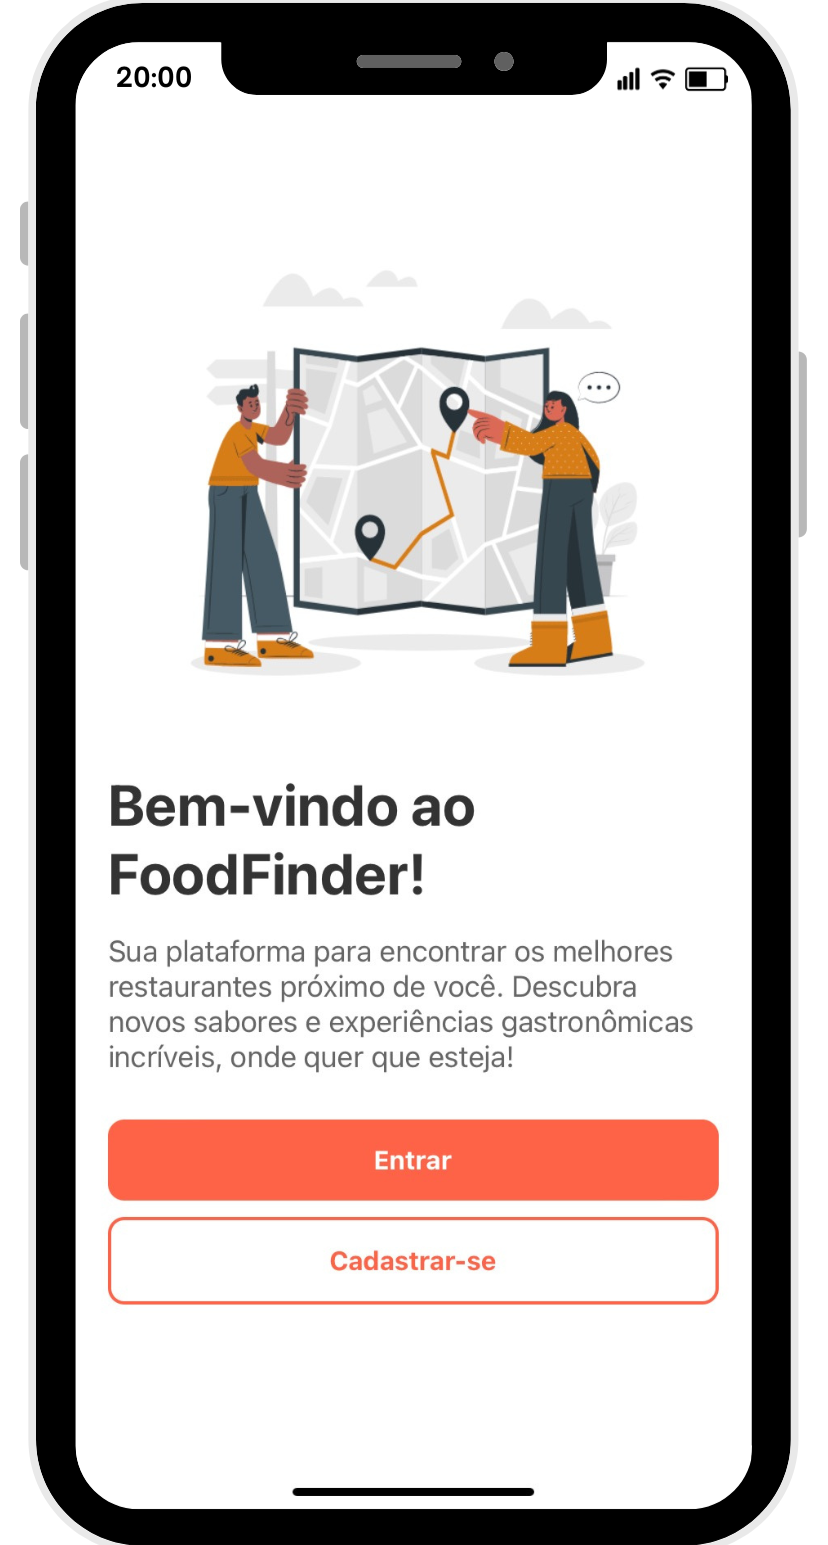 20:00
Bem-vindo ao
FoodFinder!
Sua plataforma para encontrar os melhores
restaurantes próximo de você. Descubra
novos sabores e experiências gastronômicas
incríveis, onde quer que esteja!
Entrar
Cadastrar-se